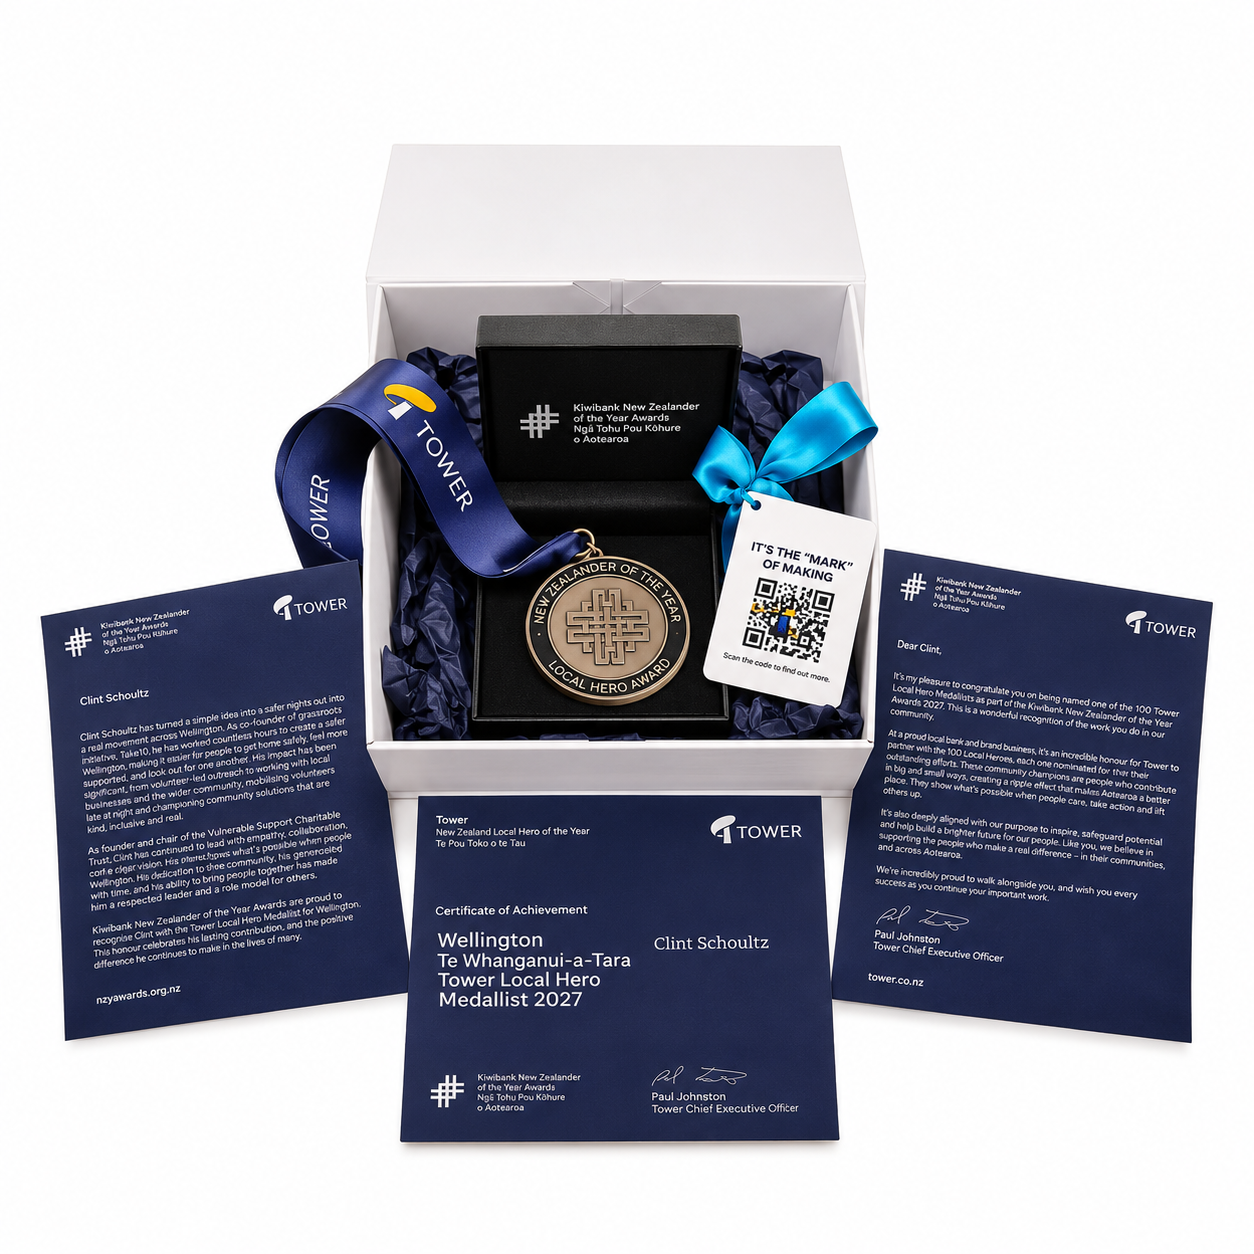 Kiwibank New Zealander
of the Year Awards
Ngā Tohu Pou Kōhure
o Aotearoa
TOWER
TOWER
NEW ZEALANDER OF THE YEAR
LOCAL HERO AWARD
IT'S THE "MARK"
OF MAKING
Scan the code to find out more.
Kiwibank New Zealander
of the Year Awards
Ngā Tohu Pou Kōhure
o Aotearoa
TOWER
Clint Schoultz
Clint Schoultz has turned a simple idea into a safer nights out into
a real movement across Wellington. As co-founder of grassroots
initiative, Take10, he has worked countless hours to create a safer
Wellington, making it easier for people to get home safely, feel more
supported, and look out for one another. His impact has been
significant, from volunteer-led outreach to working with local
businesses and the wider community, mobilising volunteers
late at night and championing community solutions that are
kind, inclusive and real.
As founder and chair of the Vulnerable Support Charitable
Trust, Clint has continued to lead with empathy, collaboration,
clear vision. His what's possible when people
Wellington. His dedication to thee community, his
with time, and his ability to bring people together has made
him a respected leader and a role model for others.
Kiwibank New Zealander of the Year Awards are proud to
recognise Clint with the Tower Local Hero Medallist for Wellington.
This honour celebrates his lasting contribution, and the positive
difference he continues to make in the lives of many.
nzyawards.org.nz
Tower
New Zealand Local Hero of the Year
Te Pou Toko o te Tau
TOWER
Certificate of Achievement
Wellington
Te Whanganui-a-Tara
Tower Local Hero
Medallist 2027
Clint Schoultz
Kiwibank New Zealander
of the Year Awards
Ngā Tohu Pou Kōhure
o Aotearoa
Paul Johnston
Tower Chief Executive Officer
Kiwibank New Zealander
of the Year Awards
Ngā Tohu Pou Kōhure
o Aotearoa
TOWER
Dear Clint,
It's my pleasure to congratulate you on being named one of the 100 Tower
Local Hero Medallists as part of the Kiwibank New Zealander of the Year
Awards 2027. This is a wonderful recognition of the work you do in our
community.
At a proud local bank and brand business, it's an incredible honour for Tower to
partner with the 100 Local Heroes, each one nominated for their
outstanding efforts. These community champions are people who contribute
in big and small ways, creating a ripple effect that makes Aotearoa a better
place. They show what's possible when people care, take action and lift
others up.
It's also deeply aligned with our purpose to inspire, safeguard potential
and help build a brighter future for our people. Like you, we believe in
supporting the people who make a real difference – in their communities,
and across Aotearoa.
We're incredibly proud to walk alongside you, and wish you every
success as you continue your important work.
Paul Johnston
Tower Chief Executive Officer
tower.co.nz